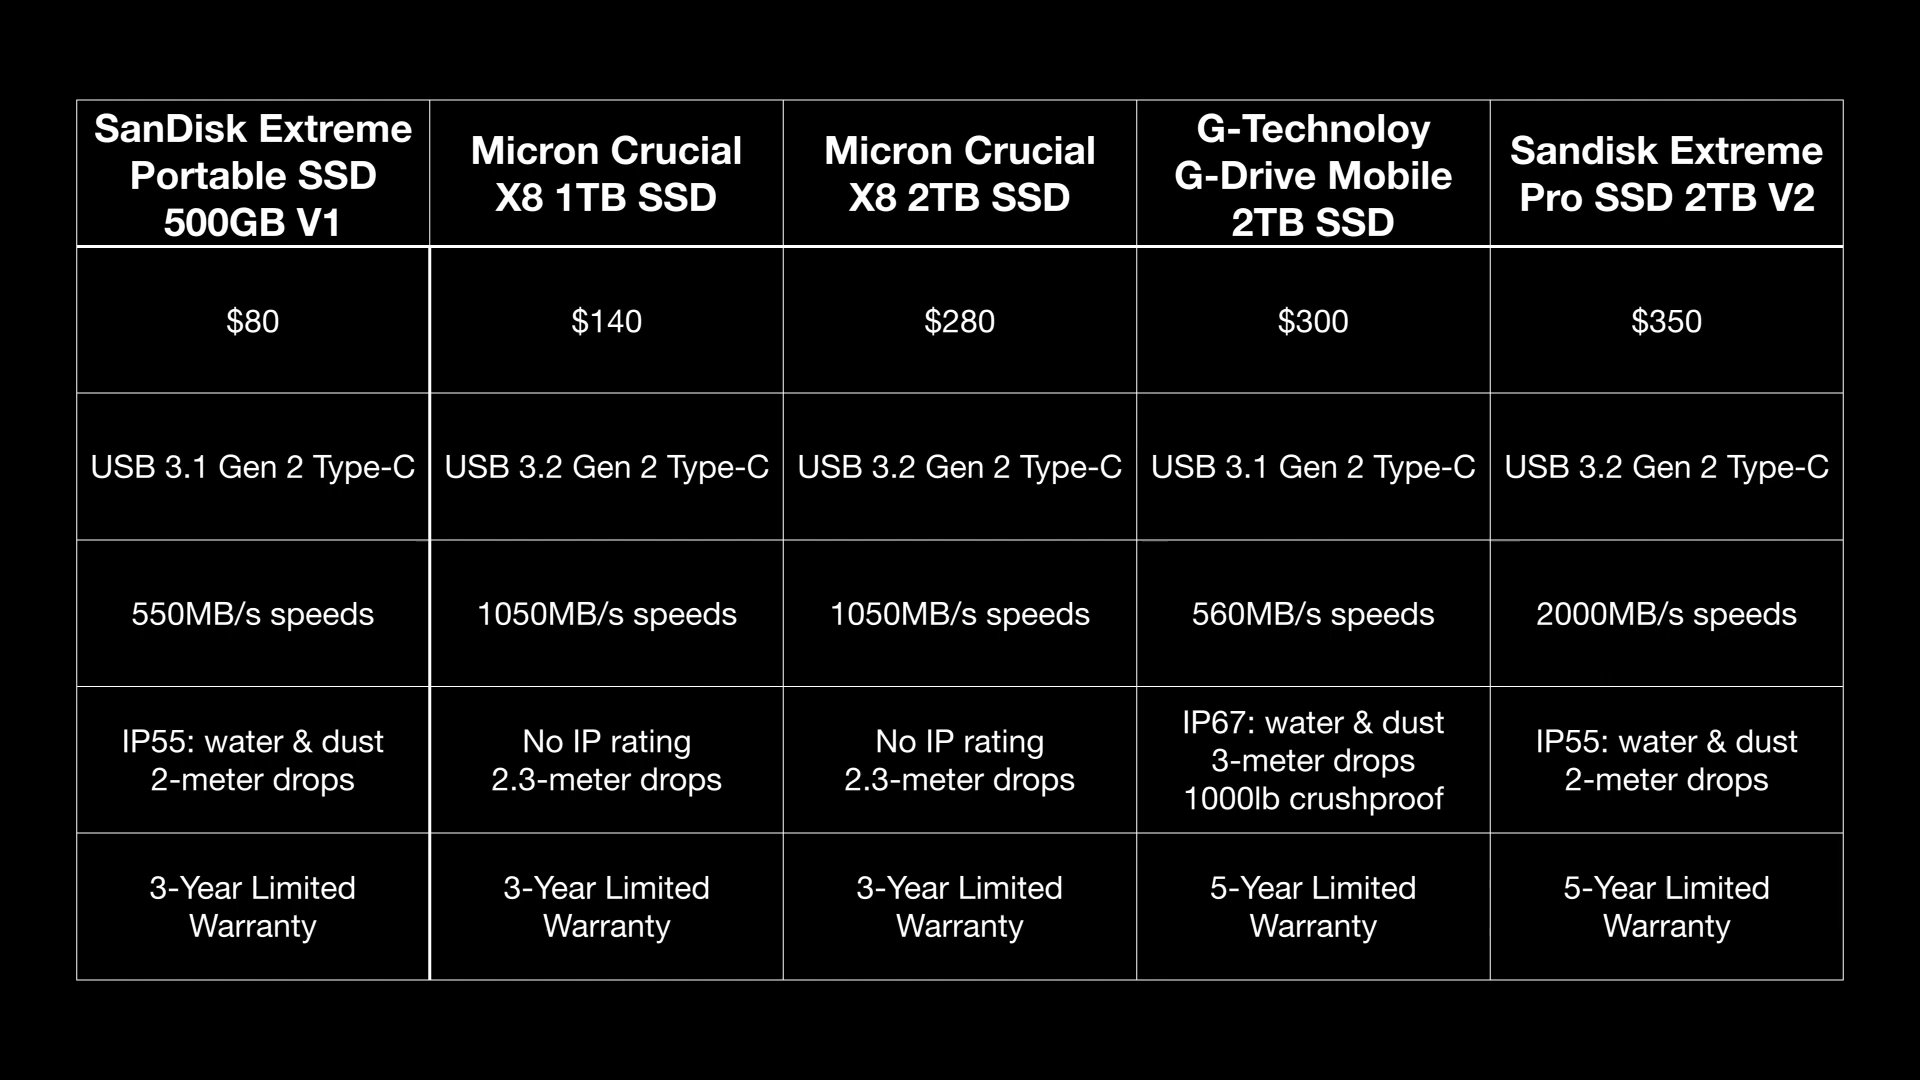 SanDisk Extreme
Portable SSD
500GB V1
Micron Crucial
X8 1TB SSD
Micron Crucial
X8 2TB SSD
G-Technoloy
G-Drive Mobile
2TB SSD
Sandisk Extreme
Pro SSD 2TB V2
$80
$140
$280
$300
$350
USB 3.1 Gen 2 Type-C
USB 3.2 Gen 2 Type-C
USB 3.2 Gen 2 Type-C
USB 3.1 Gen 2 Type-C
USB 3.2 Gen 2 Type-C
550MB/s speeds
1050MB/s speeds
1050MB/s speeds
560MB/s speeds
2000MB/s speeds
IP55: water & dust
2-meter drops
No IP rating
2.3-meter drops
No IP rating
2.3-meter drops
IP67: water & dust
3-meter drops
1000lb crushproof
IP55: water & dust
2-meter drops
3-Year Limited
Warranty
3-Year Limited
Warranty
3-Year Limited
Warranty
5-Year Limited
Warranty
5-Year Limited
Warranty